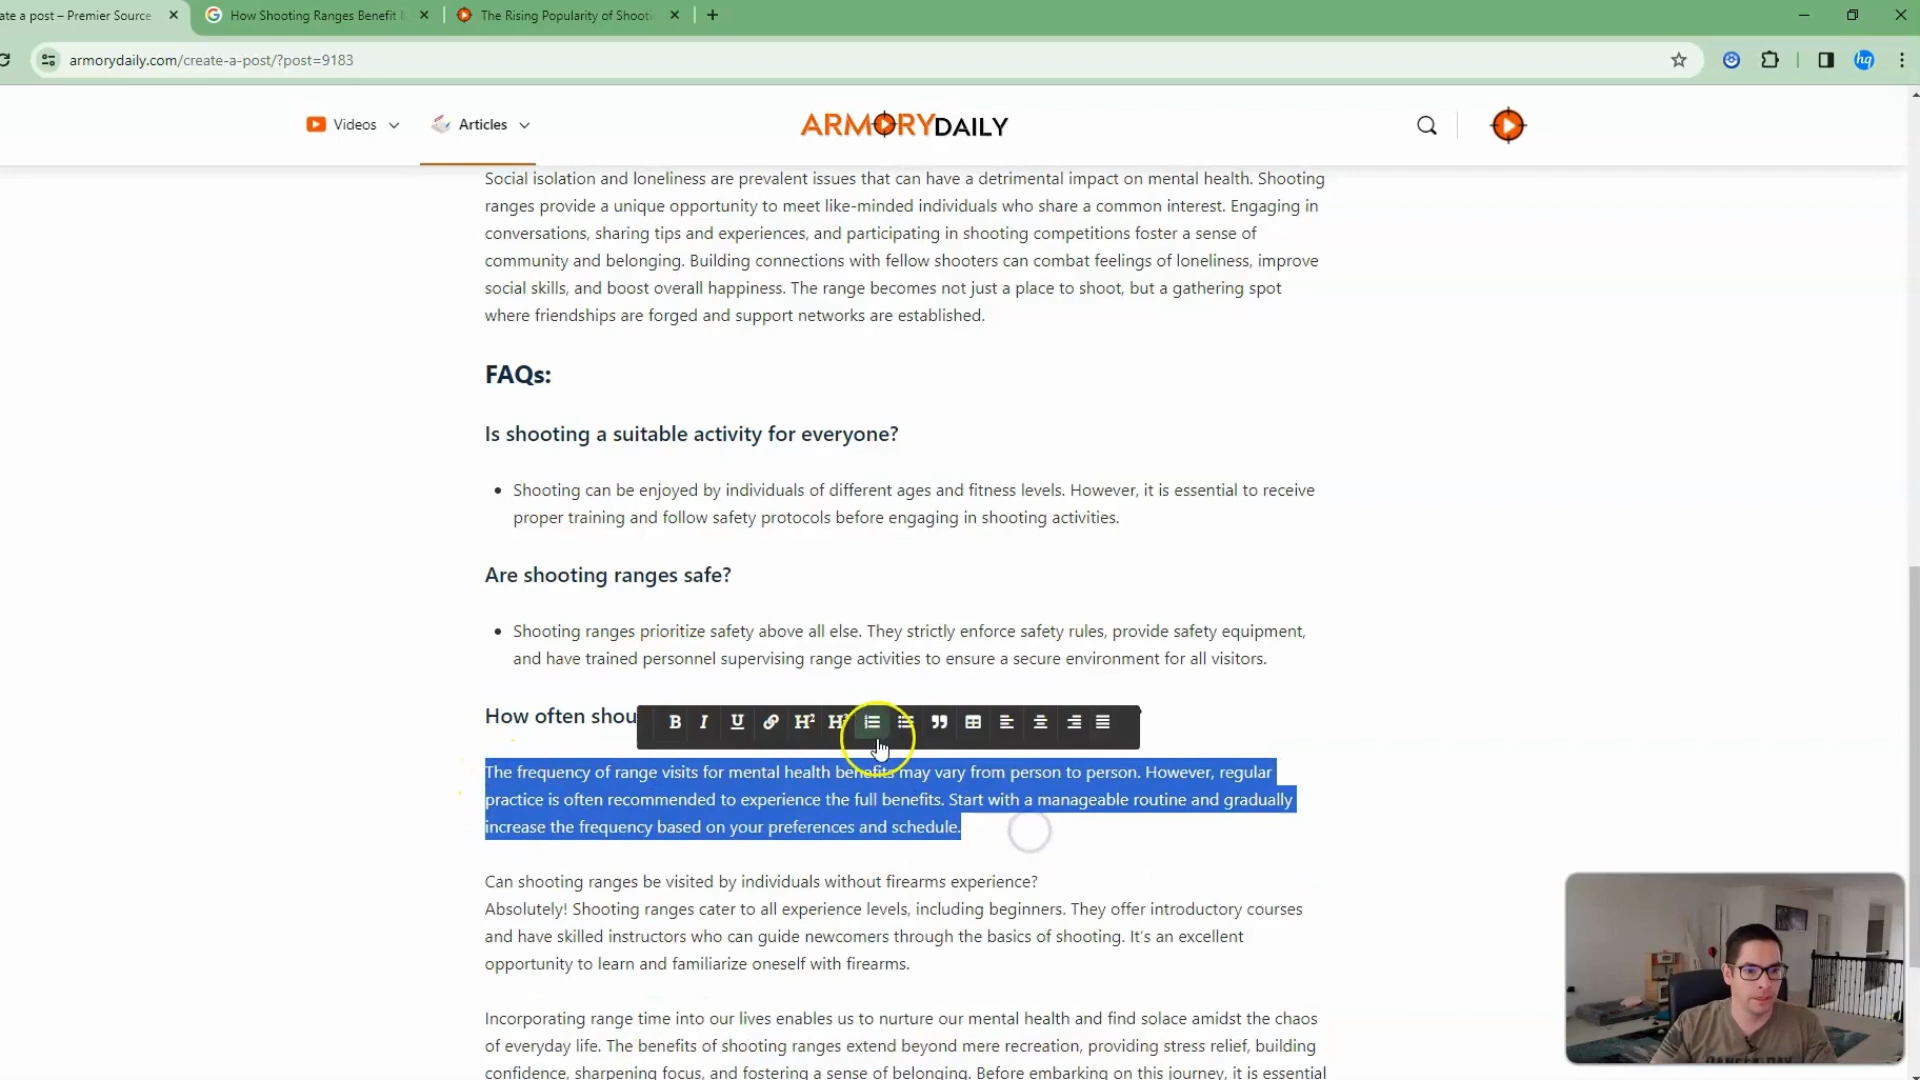 ate a post – Premier Source
How Shooting Ranges Benefit
The Rising Popularity of Shooti
armorydaily.com/create-a-post/?post=9183
hq
Videos
Articles
ARMORYDAILY
Social isolation and loneliness are prevalent issues that can have a detrimental impact on mental health. Shooting
ranges provide a unique opportunity to meet like-minded individuals who share a common interest. Engaging in
conversations, sharing tips and experiences, and participating in shooting competitions foster a sense of
community and belonging. Building connections with fellow shooters can combat feelings of loneliness, improve
social skills, and boost overall happiness. The range becomes not just a place to shoot, but a gathering spot
where friendships are forged and support networks are established.
FAQs:
Is shooting a suitable activity for everyone?
• Shooting can be enjoyed by individuals of different ages and fitness levels. However, it is essential to receive
proper training and follow safety protocols before engaging in shooting activities.
Are shooting ranges safe?
• Shooting ranges prioritize safety above all else. They strictly enforce safety rules, provide safety equipment,
and have trained personnel supervising range activities to ensure a secure environment for all visitors.
How often shou
B I U H² H³
The frequency of range visits for mental health benefits may vary from person to person. However, regular
practice is often recommended to experience the full benefits. Start with a manageable routine and gradually
increase the frequency based on your preferences and schedule.
Can shooting ranges be visited by individuals without firearms experience?
Absolutely! Shooting ranges cater to all experience levels, including beginners. They offer introductory courses
and have skilled instructors who can guide newcomers through the basics of shooting. It's an excellent
opportunity to learn and familiarize oneself with firearms.
Incorporating range time into our lives enables us to nurture our mental health and find solace amidst the chaos
of everyday life. The benefits of shooting ranges extend beyond mere recreation, providing stress relief, building
confidence, sharpening focus, and fostering a sense of belonging. Before embarking on this journey, it is essential